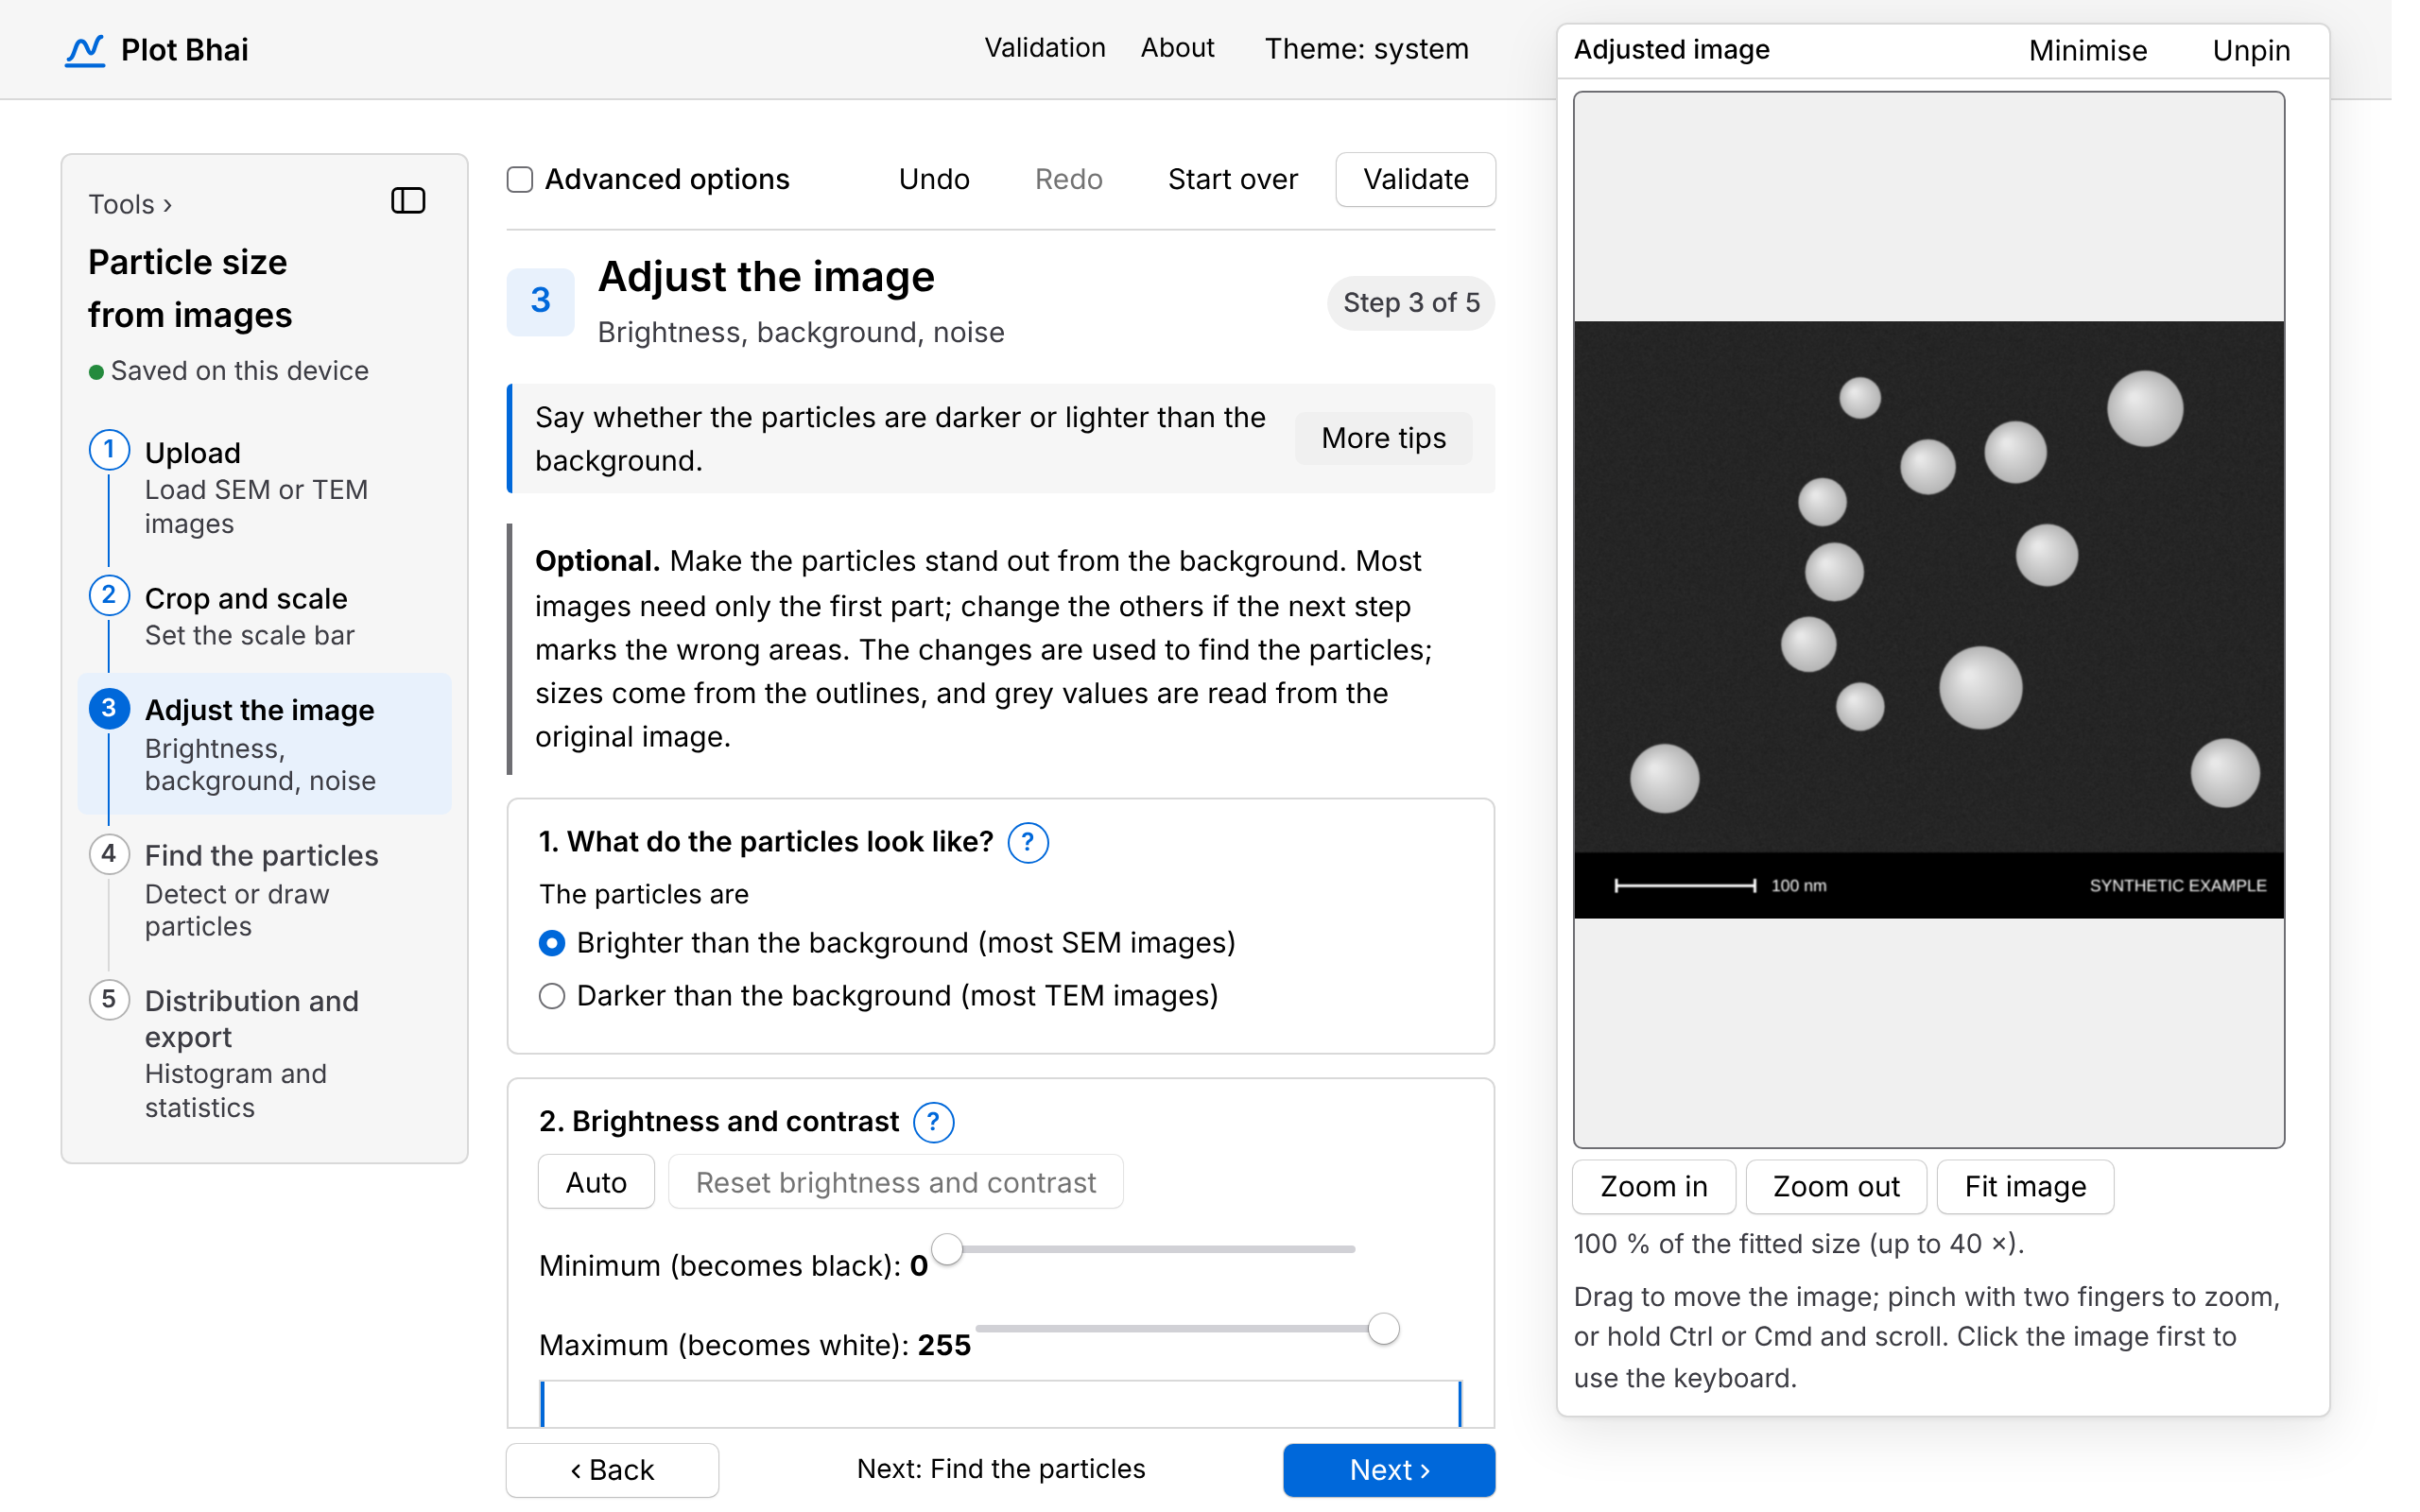 Plot Bhai
Validation
About
Theme: system
Tools ›
Particle size
from images
Saved on this device
1
Upload
Load SEM or TEM
images
2
Crop and scale
Set the scale bar
3
Adjust the image
Brightness,
background, noise
4
Find the particles
Detect or draw
particles
5
Distribution and
export
Histogram and
statistics
Advanced options
Undo
Redo
Start over
Validate
3
Adjust the image
Brightness, background, noise
Step 3 of 5
Say whether the particles are darker or lighter than the
background.
More tips
Optional. Make the particles stand out from the background. Most
images need only the first part; change the others if the next step
marks the wrong areas. The changes are used to find the particles;
sizes come from the outlines, and grey values are read from the
original image.
1. What do the particles look like?
?
The particles are
Brighter than the background (most SEM images)
Darker than the background (most TEM images)
2. Brightness and contrast
?
Auto
Reset brightness and contrast
Minimum (becomes black): 0
Maximum (becomes white): 255
‹ Back
Next: Find the particles
Next ›
Adjusted image
Minimise
Unpin
100 nm
SYNTHETIC EXAMPLE
Zoom in
Zoom out
Fit image
100 % of the fitted size (up to 40 ×).
Drag to move the image; pinch with two fingers to zoom,
or hold Ctrl or Cmd and scroll. Click the image first to
use the keyboard.